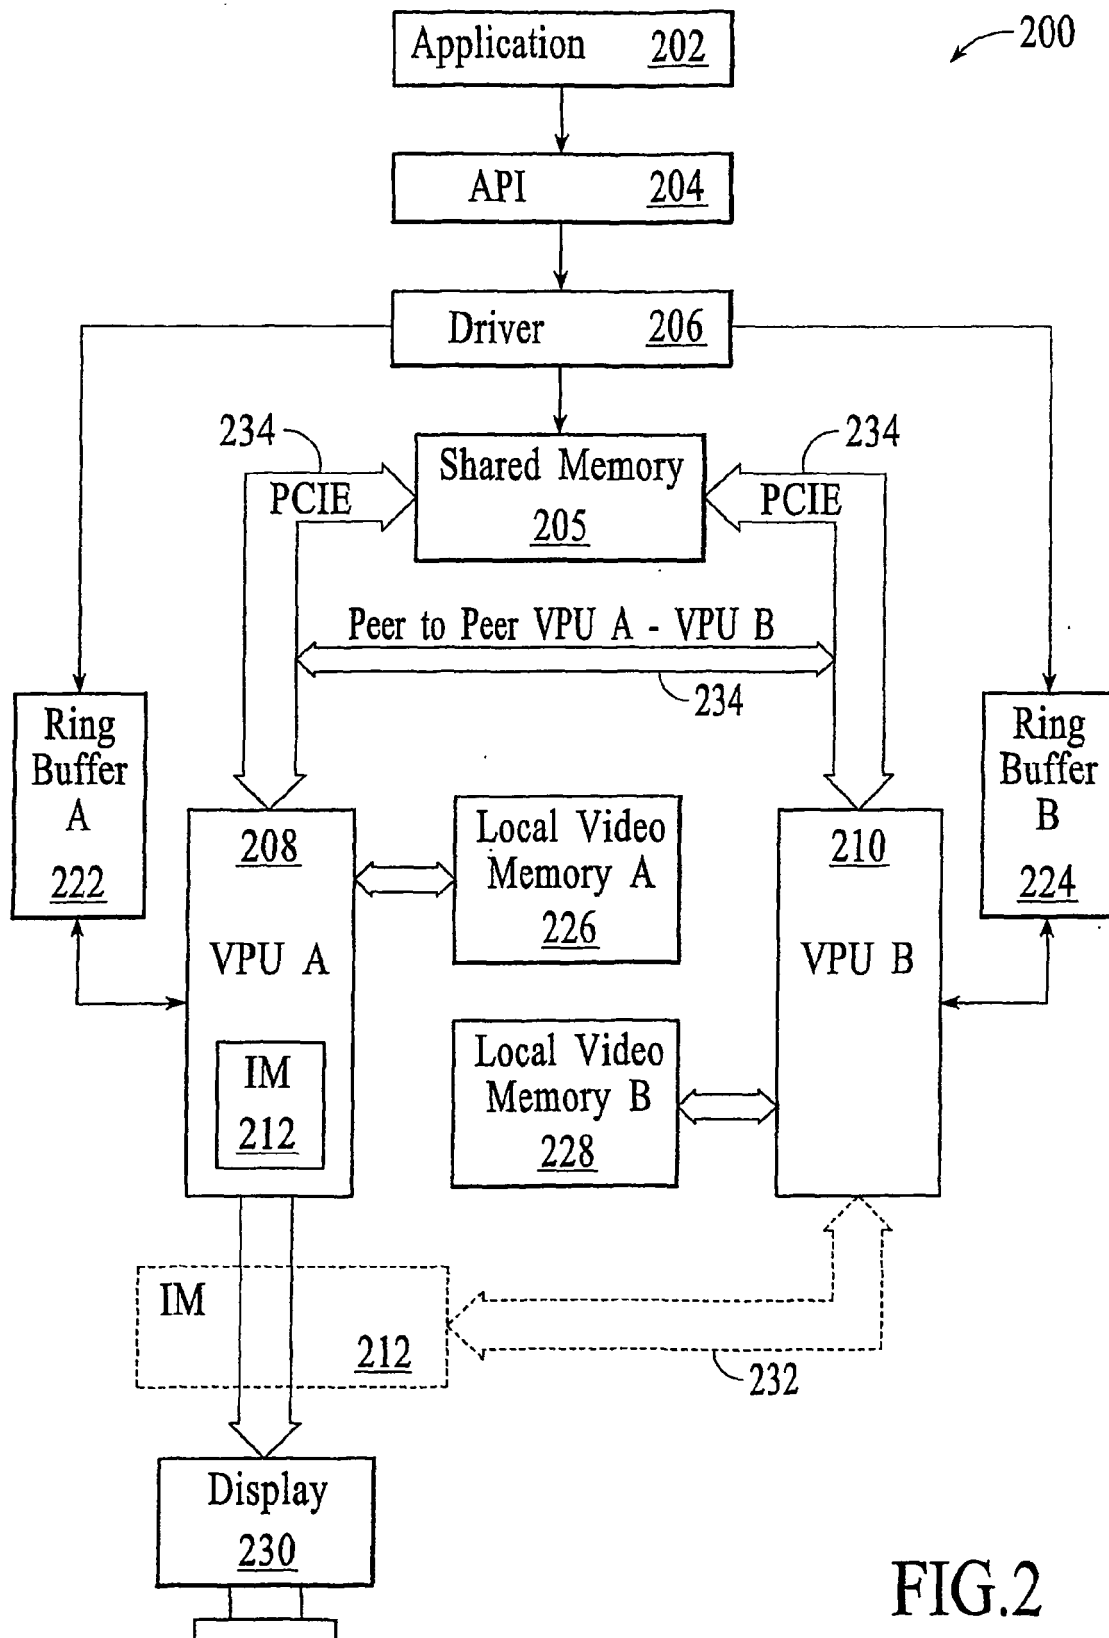 Application 202
200
API 204
Driver 206
234
234
Shared Memory
205
PCIE
PCIE
Peer to Peer VPU A - VPU B
234
Ring
Buffer
A
222
Ring
Buffer
B
224
208
VPU A
IM
212
Local Video
Memory A
226
210
VPU B
Local Video
Memory B
228
IM
212
232
Display
230
FIG.2